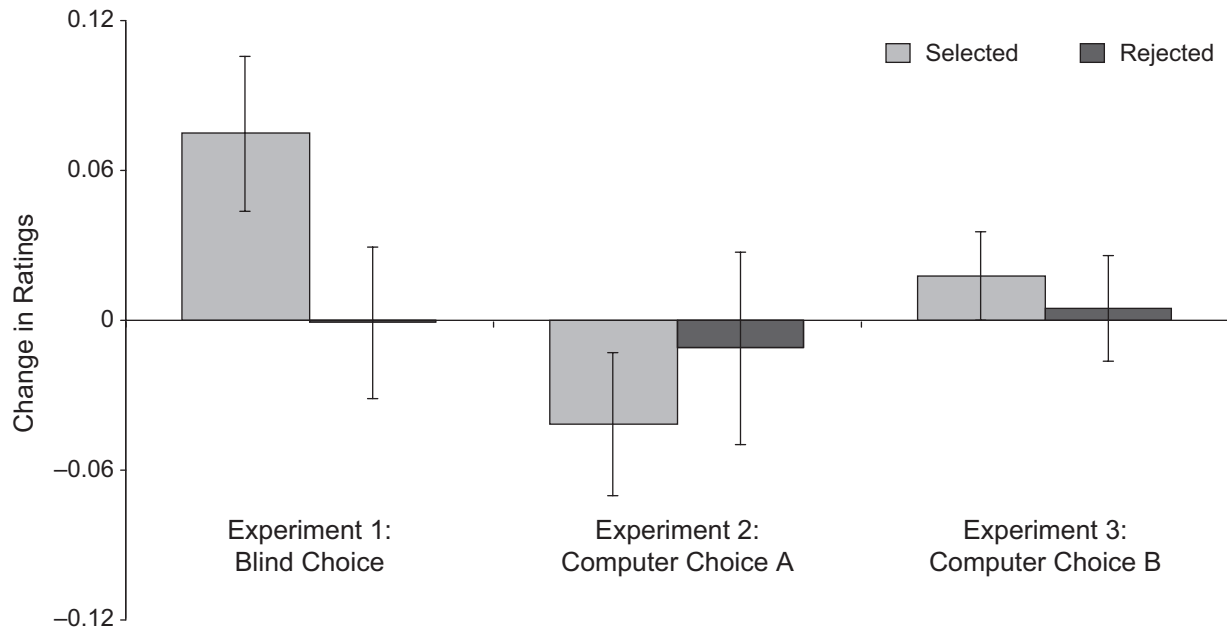 0.12
Selected
Rejected
0.06
0
–0.06
–0.12
Change in Ratings
Experiment 1:
Blind Choice
Experiment 2:
Computer Choice A
Experiment 3:
Computer Choice B